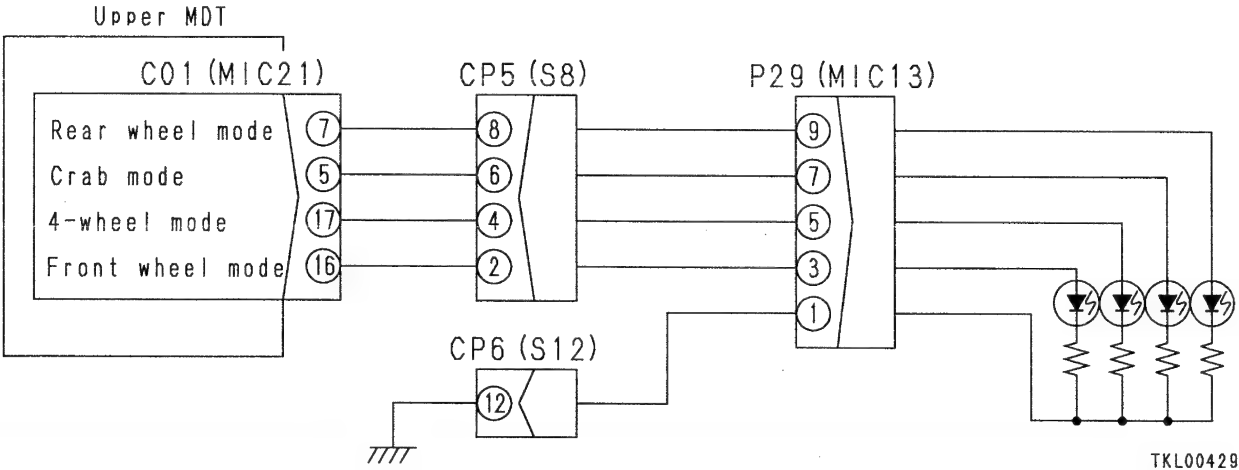 Upper MDT
C01 (MIC21)
CP5 (S8)
P29 (MIC13)
Rear wheel mode 7 8 9
Crab mode 5 6 7
4-wheel mode 17 4 5
Front wheel mode 16 2 3
1
CP6 (S12)
12
TKL00429